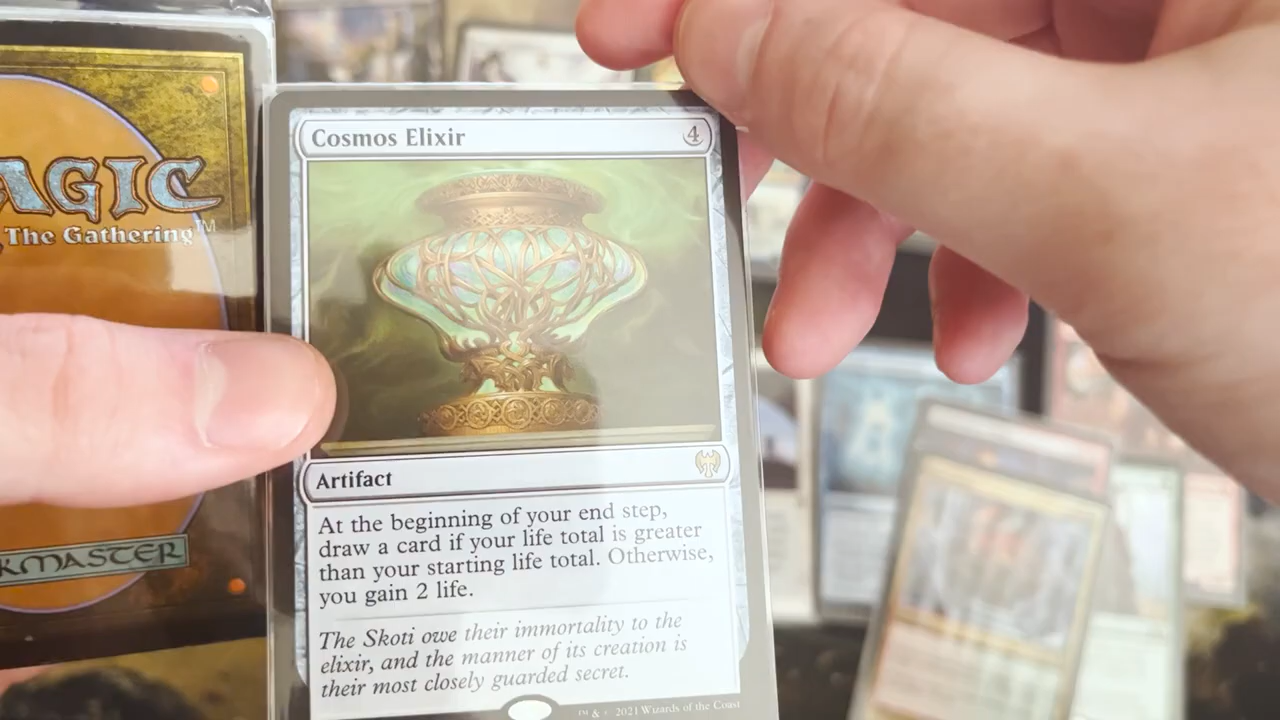 AGIC™
The Gathering
KMASTER
Cosmos Elixir 4
Artifact
At the beginning of your end step,
draw a card if your life total is greater
than your starting life total. Otherwise,
you gain 2 life.
The Skoti owe their immortality to the
elixir, and the manner of its creation is
their most closely guarded secret.
™ & © 2021 Wizards of the Coast